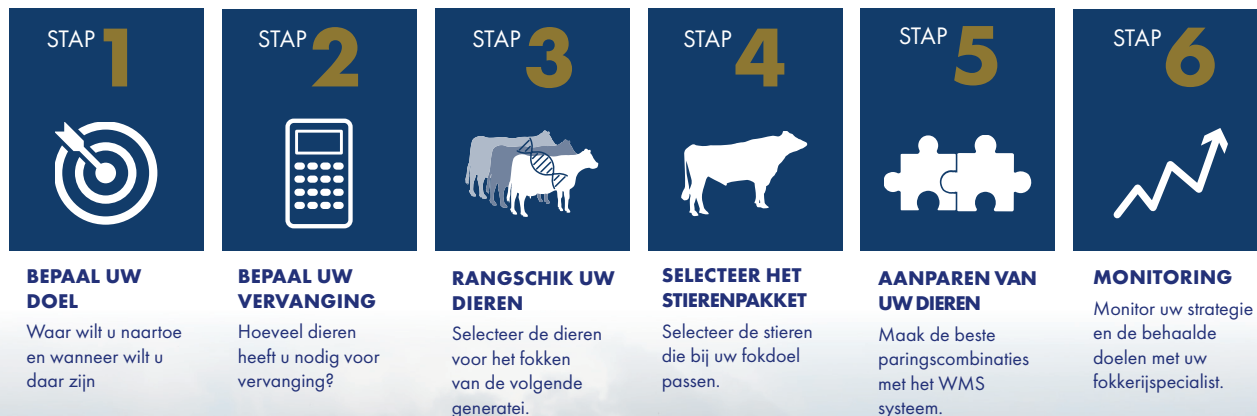 STAP 1
BEPAAL UW
DOEL
Waar wilt u naartoe
en wanneer wilt u
daar zijn
STAP 2
BEPAAL UW
VERVANGING
Hoeveel dieren
heeft u nodig voor
vervanging?
STAP 3
RANGSCHIK UW
DIEREN
Selecteer de dieren
voor het fokken
van de volgende
generatei.
STAP 4
SELECTEER HET
STIERENPAKKET
Selecteer de stieren
die bij uw fokdoel
passen.
STAP 5
AANPAREN VAN
UW DIEREN
Maak de beste
paringscombinaties
met het WMS
systeem.
STAP 6
MONITORING
Monitor uw strategie
en de behaalde
doelen met uw
fokkerijspecialist.